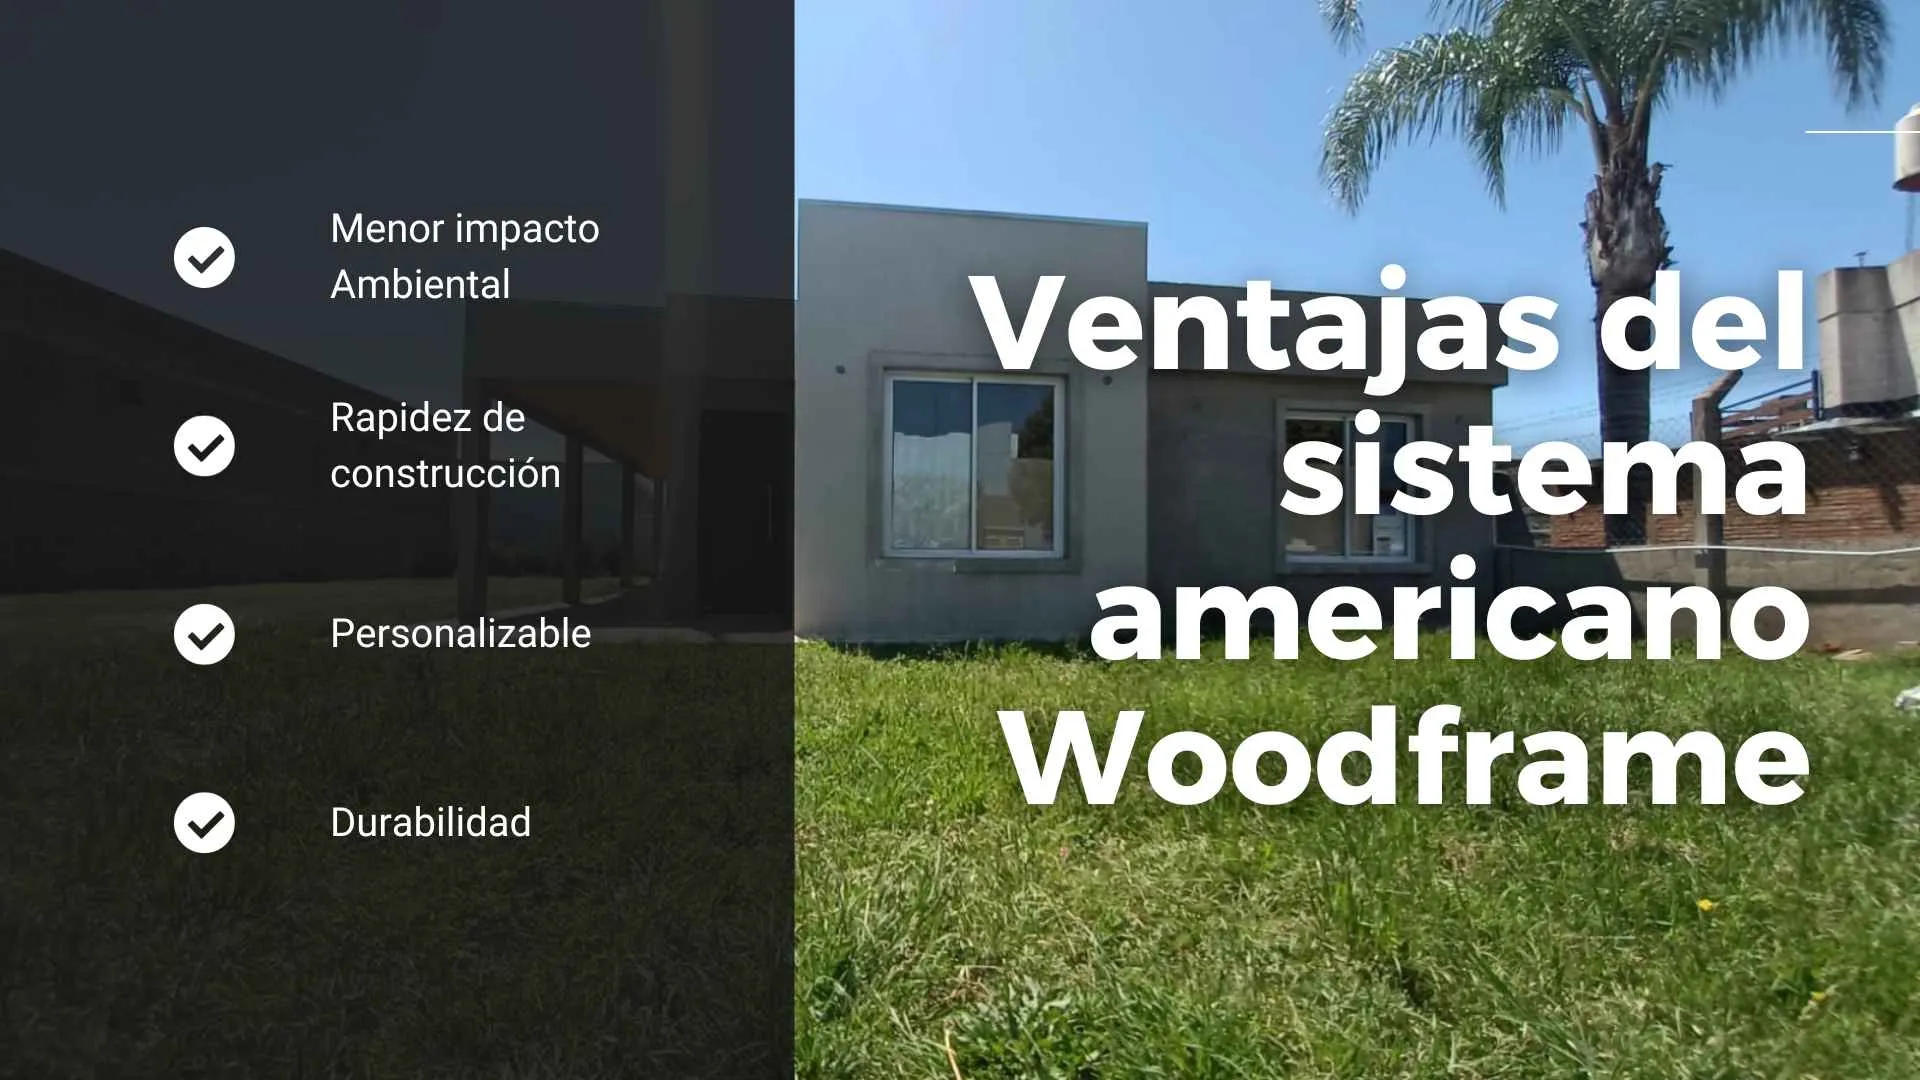 Menor impacto
Ambiental
Rapidez de
construcción
Personalizable
Durabilidad
Ventajas del
sistema
americano
Woodframe